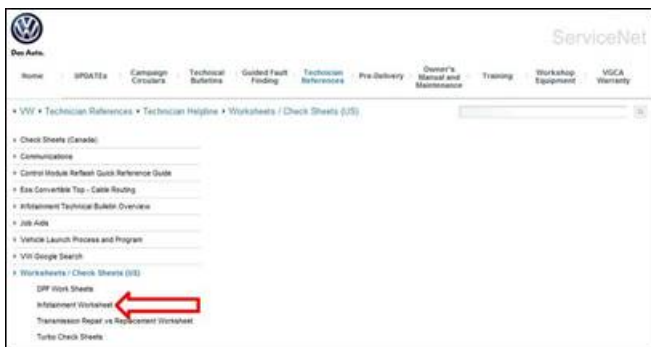 Das Auto.
ServiceNet
Home
UPDATEs
Campaign Circulars
Technical Bulletins
Guided Fault Finding
Technician References
Pre-Delivery
Owner's Manual and Maintenance
Training
Workshop Equipment
VGCA Warranty
VW • Technician References • Technician Helpline • Worksheets / Check Sheets (US)
Check Sheets (Canada)
Communications
Control Module Reflash Quick Reference Guide
Eos Convertible Top - Cable Routing
Infotainment Technical Bulletin Overview
Job Aids
Vehicle Launch Process and Program
VW Google Search
Worksheets / Check Sheets (US)
DPF Work Sheets
Infotainment Worksheet
Transmission Repair vs Replacement Worksheet
Turbo Check Sheets